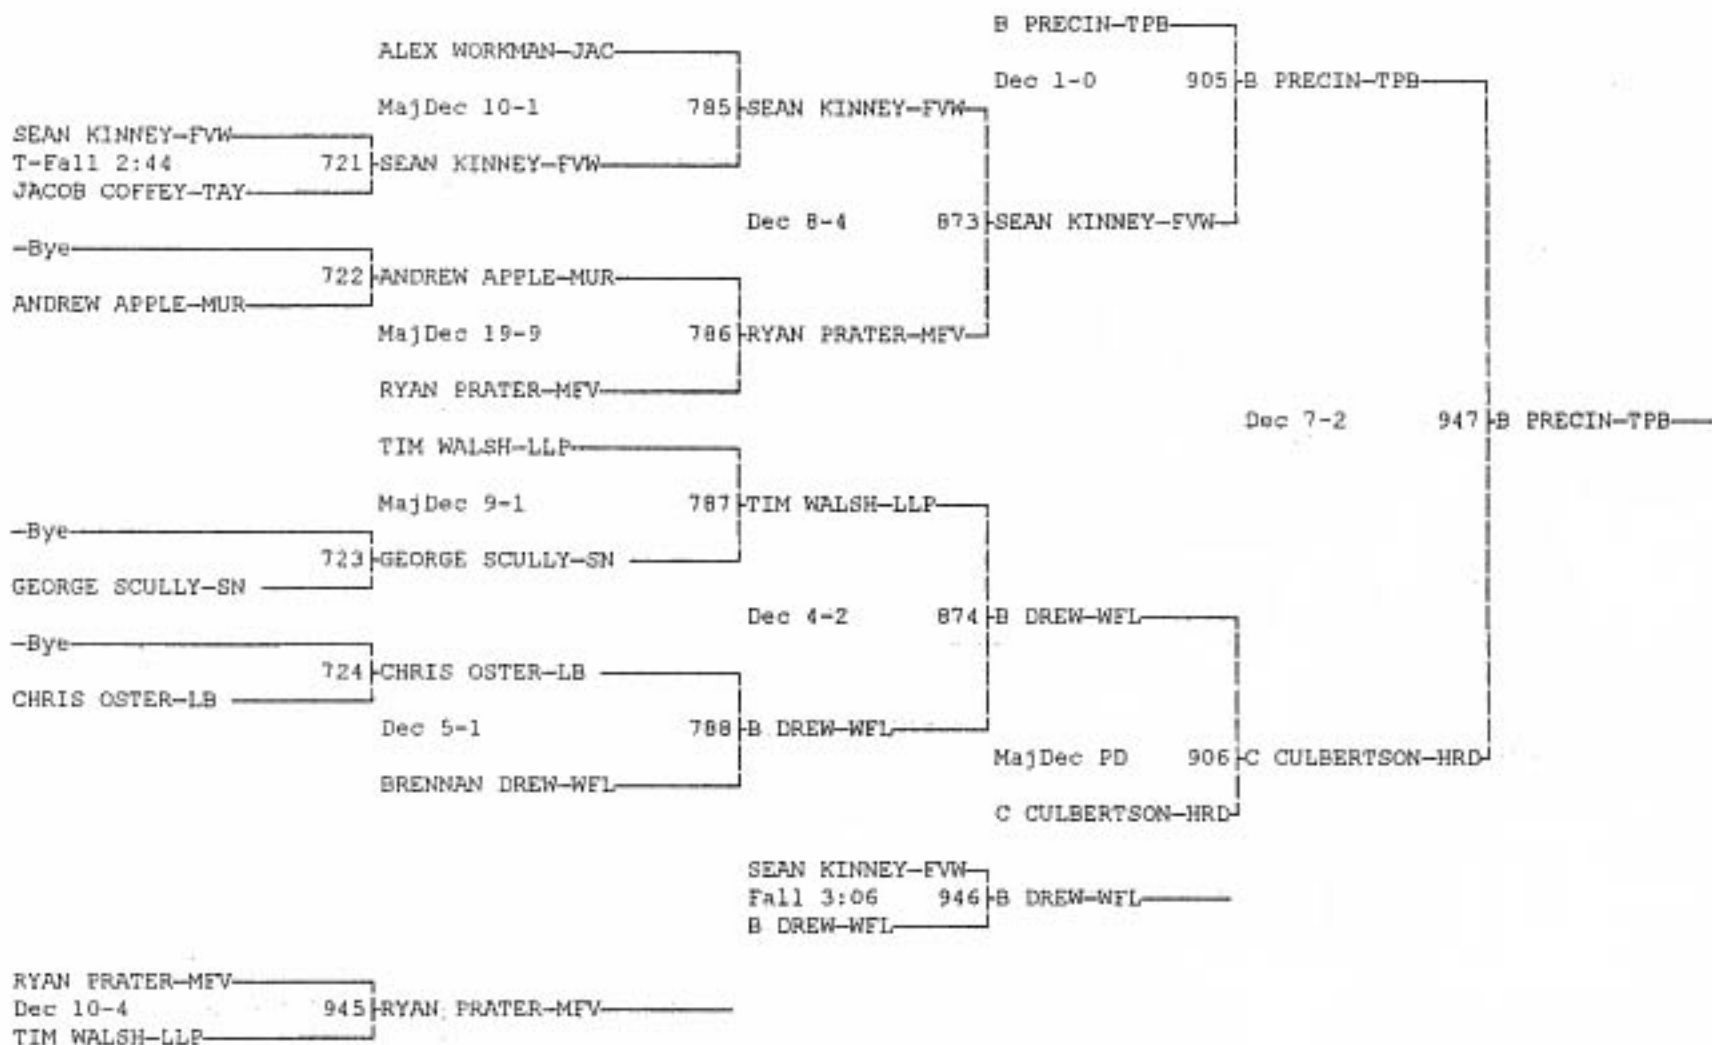 B PRECIN-TPB
ALEX WORKMAN-JAC
Dec 1-0 905 B PRECIN-TPB
MajDec 10-1 785 SEAN KINNEY-FVW
SEAN KINNEY-FVW
T-Fall 2:44 721 SEAN KINNEY-FVW
JACOB COFFEY-TAY
Dec 8-4 873 SEAN KINNEY-FVW
-Bye
722 ANDREW APPLE-MUR
ANDREW APPLE-MUR
MajDec 19-9 786 RYAN PRATER-MFV
RYAN PRATER-MFV
Dec 7-2 947 B PRECIN-TPB
TIM WALSH-LLP
MajDec 9-1 787 TIM WALSH-LLP
-Bye
723 GEORGE SCULLY-SN
GEORGE SCULLY-SN
Dec 4-2 874 B DREW-WFL
-Bye
724 CHRIS OSTER-LB
CHRIS OSTER-LB
Dec 5-1 788 B DREW-WFL
MajDec PD 906 C CULBERTSON-HRD
BRENNAN DREW-WFL
C CULBERTSON-HRD
SEAN KINNEY-FVW
Fall 3:06 946 B DREW-WFL
B DREW-WFL
RYAN PRATER-MFV
Dec 10-4 945 RYAN PRATER-MFV
TIM WALSH-LLP